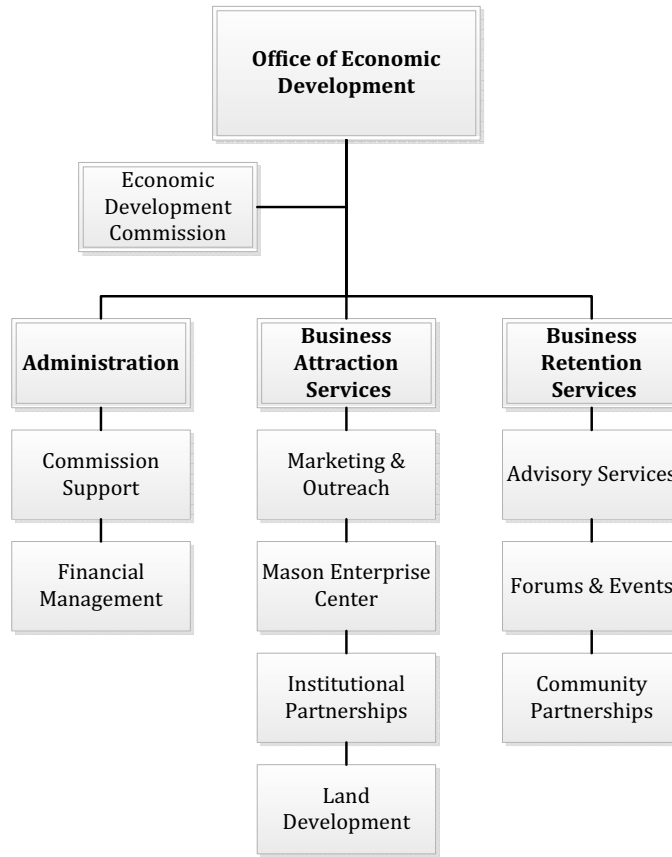 Office of Economic
Development
Economic
Development
Commission
Administration
Business
Attraction
Services
Business
Retention
Services
Commission
Support
Marketing &
Outreach
Advisory Services
Financial
Management
Mason Enterprise
Center
Forums & Events
Institutional
Partnerships
Community
Partnerships
Land
Development